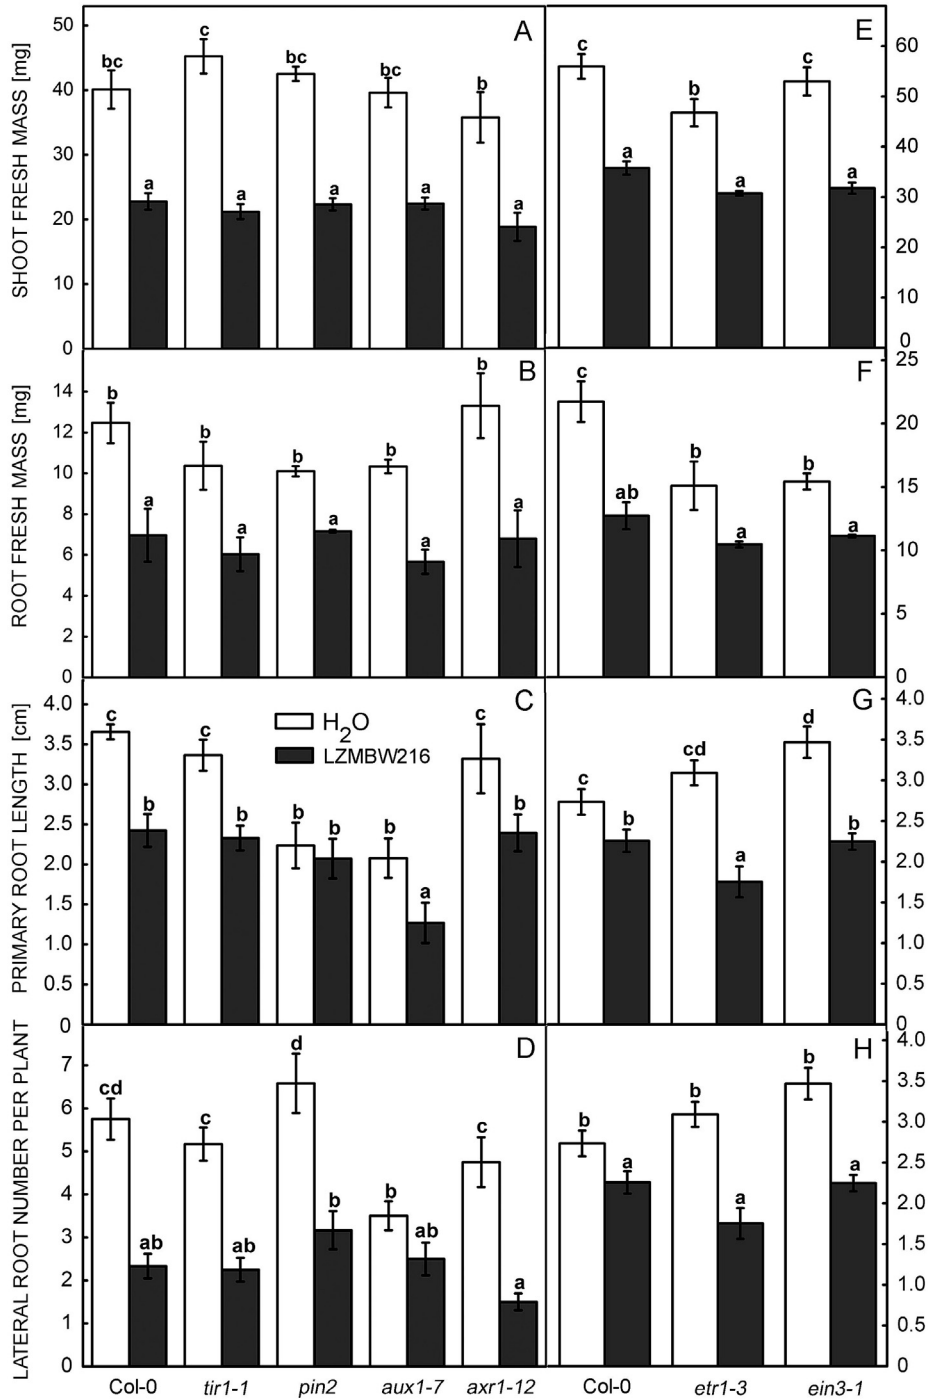 SHOOT FRESH MASS [mg]
50
40
30
20
10
0
A
bc
a
c
a
bc
a
bc
a
b
a
E
60
50
40
30
20
10
0
c
a
b
a
c
a
ROOT FRESH MASS [mg]
14
12
10
8
6
4
2
0
B
b
a
b
a
b
a
b
a
b
a
F
25
20
15
10
5
0
c
ab
b
a
b
a
PRIMARY ROOT LENGTH [cm]
4.0
3.5
3.0
2.5
2.0
1.5
1.0
0.5
0
C
H2O
LZMBW216
c
b
c
b
b
b
b
a
c
b
G
4.0
3.5
3.0
2.5
2.0
1.5
1.0
0.5
0
c
b
cd
a
d
b
LATERAL ROOT NUMBER PER PLANT
7
6
5
4
3
2
1
0
D
cd
ab
c
ab
d
b
b
ab
c
a
H
4.0
3.5
3.0
2.5
2.0
1.5
1.0
0.5
0
b
a
b
a
b
a
Col-0 tir1-1 pin2 aux1-7 axr1-12 Col-0 etr1-3 ein3-1